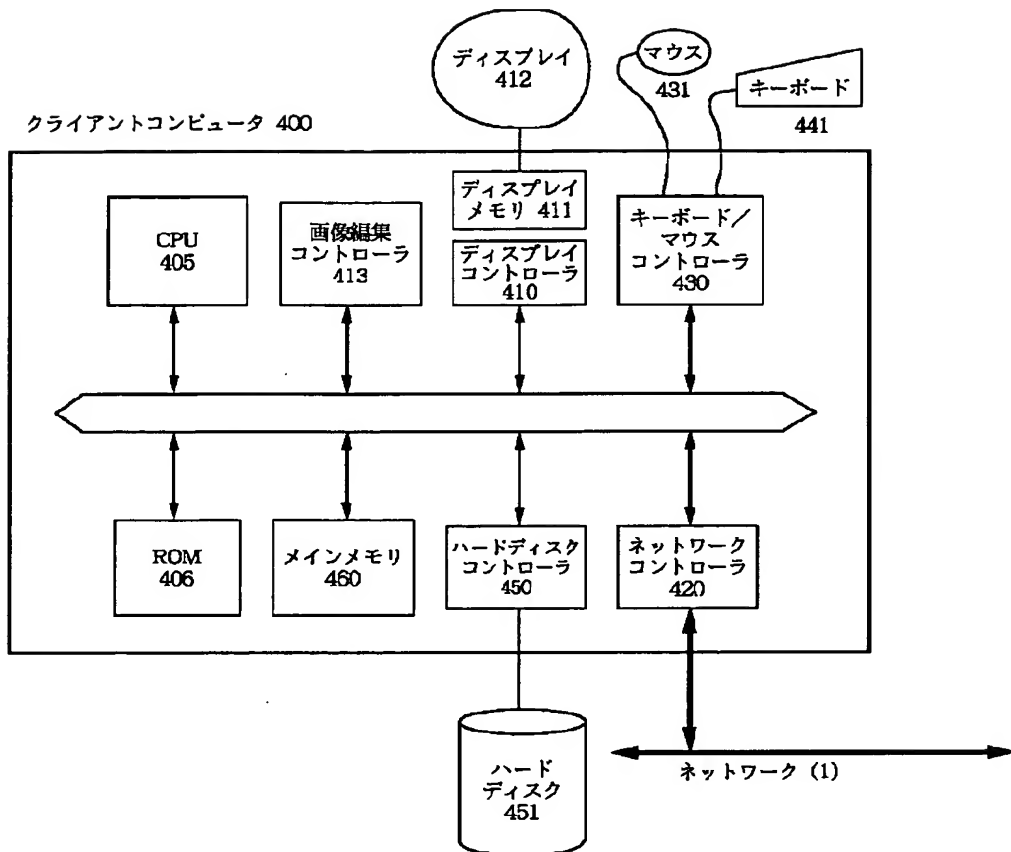 ディスプレイ
412
マウス
431
キーボード
441
クライアントコンピュータ 400
CPU
405
画像編集
コントローラ
413
ディスプレイ
メモリ 411
ディスプレイ
コントローラ
410
キーボード/
マウス
コントローラ
430
ROM
406
メインメモリ
460
ハードディスク
コントローラ
450
ネットワーク
コントローラ
420
ハード
ディスク
451
ネットワーク (1)